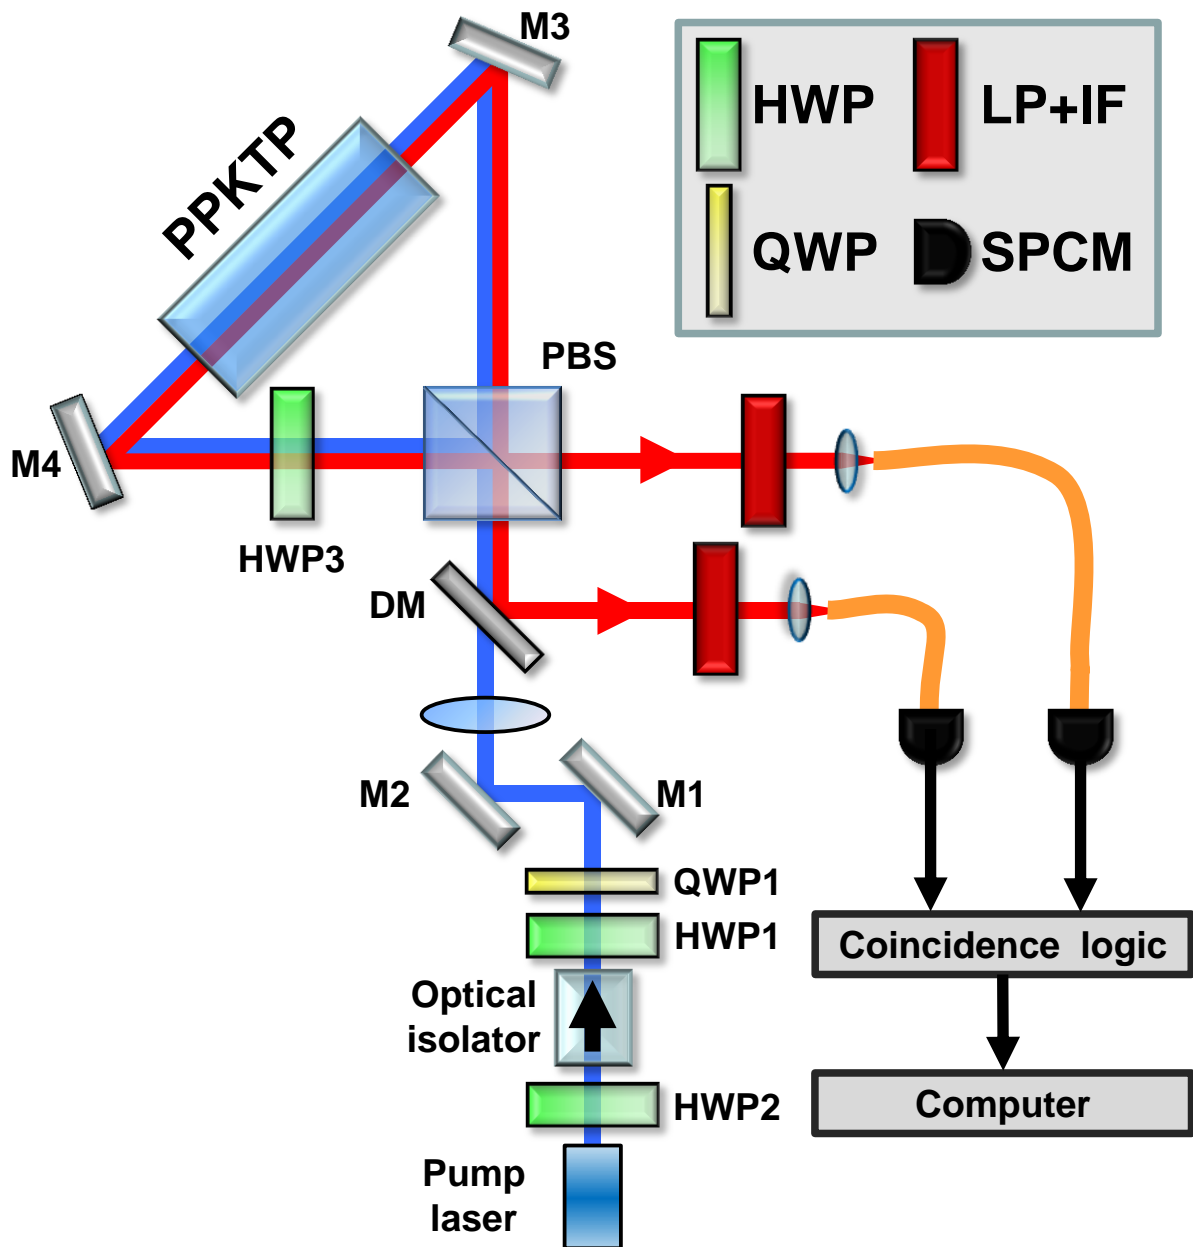 M3
HWP
LP+IF
PPKTP
QWP
SPCM
PBS
M4
HWP3
DM
M2
M1
QWP1
HWP1
Optical
isolator
Coincidence logic
HWP2
Computer
Pump
laser